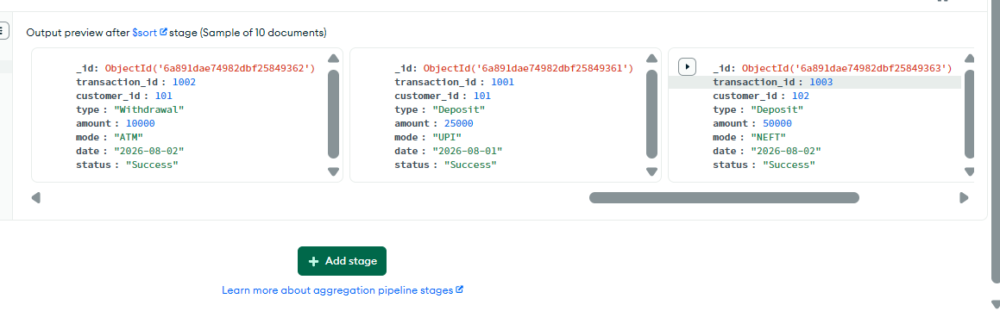 Output preview after $sort stage (Sample of 10 documents)
_id: ObjectId('6a891dae74982dbf25849362')
transaction_id : 1002
customer_id : 101
type : "Withdrawal"
amount : 10000
mode : "ATM"
date : "2026-08-02"
status : "Success"
_id: ObjectId('6a891dae74982dbf25849361')
transaction_id : 1001
customer_id : 101
type : "Deposit"
amount : 25000
mode : "UPI"
date : "2026-08-01"
status : "Success"
_id: ObjectId('6a891dae74982dbf25849363')
transaction_id : 1003
customer_id : 102
type : "Deposit"
amount : 50000
mode : "NEFT"
date : "2026-08-02"
status : "Success"
+ Add stage
Learn more about aggregation pipeline stages